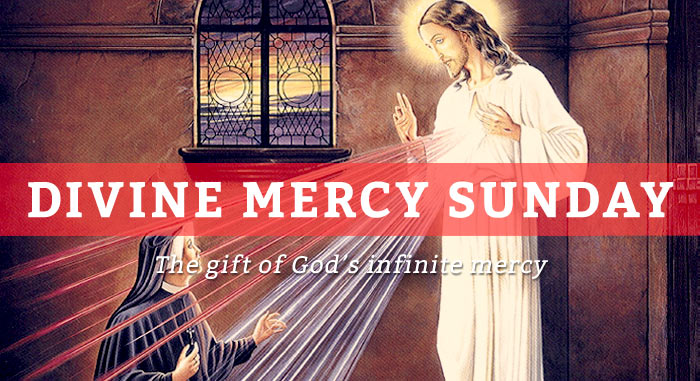 DIVINE MERCY SUNDAY
The gift of God's infinite mercy